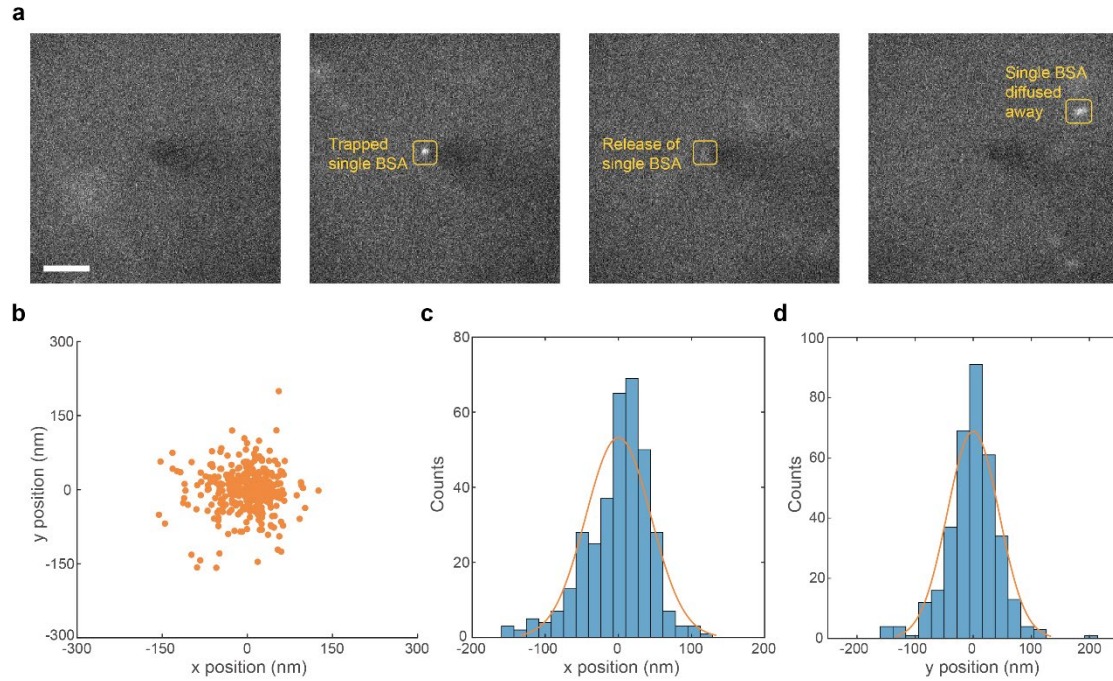 a
Trapped
single BSA
Release of
single BSA
Single BSA
diffused
away
b
300
150
0
-150
-300
-300
-150
0
150
300
y position (nm)
x position (nm)
c
80
60
40
20
0
-200
-100
0
100
200
Counts
x position (nm)
d
100
80
60
40
20
0
-200
-100
0
100
200
Counts
y position (nm)